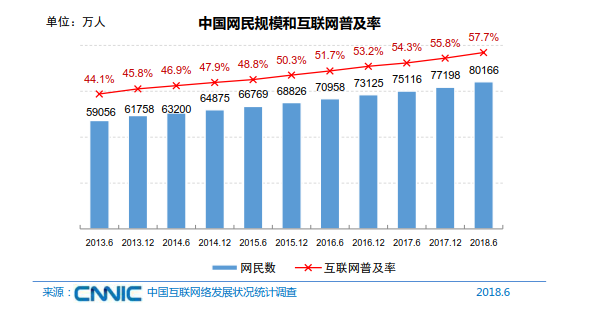 单位：万人
中国网民规模和互联网普及率
44.1% 45.8% 46.9% 47.9% 48.8% 50.3% 51.7% 53.2% 54.3% 55.8% 57.7%
59056 61758 63200 64875 66769 68826 70958 73125 75116 77198 80166
2013.6 2013.12 2014.6 2014.12 2015.6 2015.12 2016.6 2016.12 2017.6 2017.12 2018.6
网民数 互联网普及率
来源： CNNIC 中国互联网络发展状况统计调查 2018.6